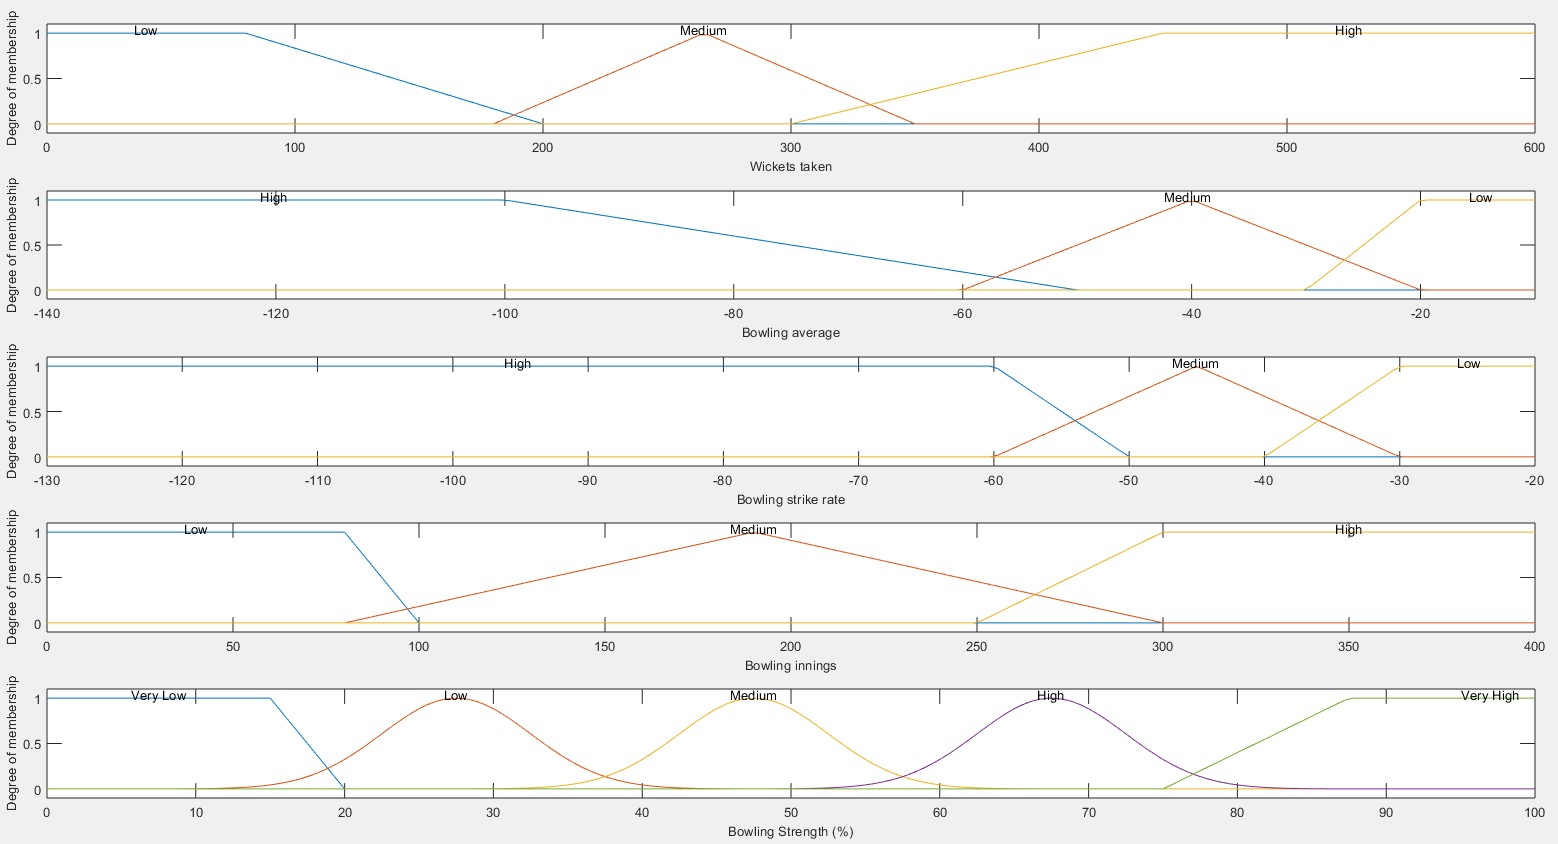 Degree of membership
1
0.5
0
Low
Medium
High
0 100 200 300 400 500 600
Wickets taken
Degree of membership
1
0.5
0
High
Medium
Low
-140 -120 -100 -80 -60 -40 -20
Bowling average
Degree of membership
1
0.5
0
High
Medium
Low
-130 -120 -110 -100 -90 -80 -70 -60 -50 -40 -30 -20
Bowling strike rate
Degree of membership
1
0.5
0
Low
Medium
High
0 50 100 150 200 250 300 350 400
Bowling innings
Degree of membership
1
0.5
0
Very Low
Low
Medium
High
Very High
0 10 20 30 40 50 60 70 80 90 100
Bowling Strength (%)